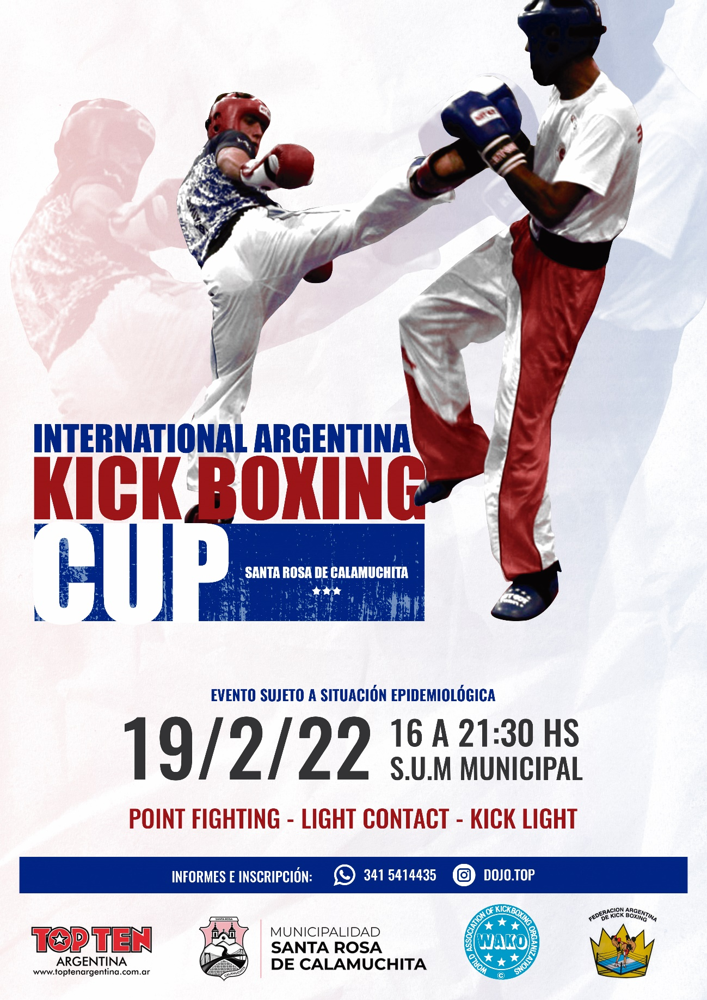 INTERNATIONAL ARGENTINA
KICK BOXING
CUP
SANTA ROSA DE CALAMUCHITA
EVENTO SUJETO A SITUACIÓN EPIDEMIOLÓGICA
19/2/22
16 A 21:30 HS
S.U.M MUNICIPAL
POINT FIGHTING - LIGHT CONTACT - KICK LIGHT
INFORMES E INSCRIPCIÓN: 341 5414435 DOJO.TOP
TOP TEN
ARGENTINA
www.toptenargentina.com.ar
SANTA ROSA
CALAMUCHITA
MUNICIPALIDAD
SANTA ROSA
DE CALAMUCHITA
WORLD ASSOCIATION OF KICKBOXING ORGANIZATIONS
WAKO
©
FEDERACION ARGENTINA
DE KICK BOXING